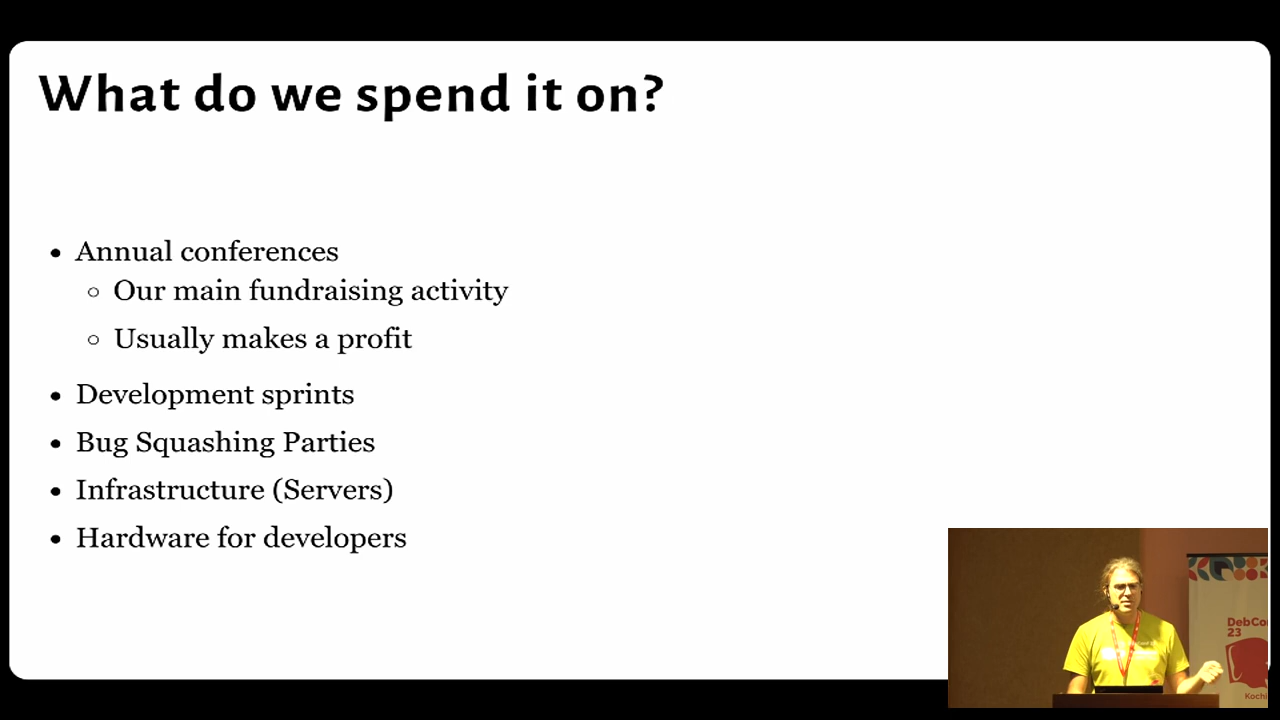 What do we spend it on?
Annual conferences
Our main fundraising activity
Usually makes a profit
Development sprints
Bug Squashing Parties
Infrastructure (Servers)
Hardware for developers
23
Kochi